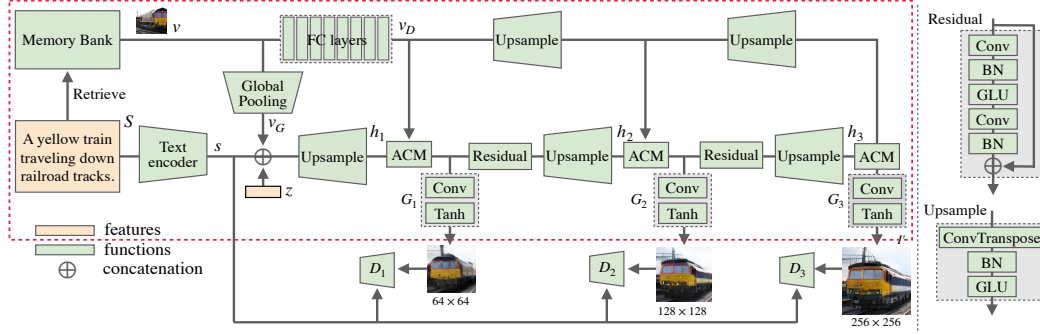 Memory Bank
v
FC layers
v_D
Upsample
Upsample
Residual
Conv
BN
GLU
Conv
BN
Global
Pooling
Retrieve
v_G
S
A yellow train
traveling down
railroad tracks.
Text
encoder
s
z
Upsample
h_1
ACM
Residual
Upsample
h_2
ACM
Residual
Upsample
h_3
ACM
G_1
Conv
Tanh
G_2
Conv
Tanh
G_3
Conv
Tanh
I'
features
functions
concatenation
D_1
64 × 64
D_2
128 × 128
D_3
256 × 256
Upsample
ConvTranspose
BN
GLU